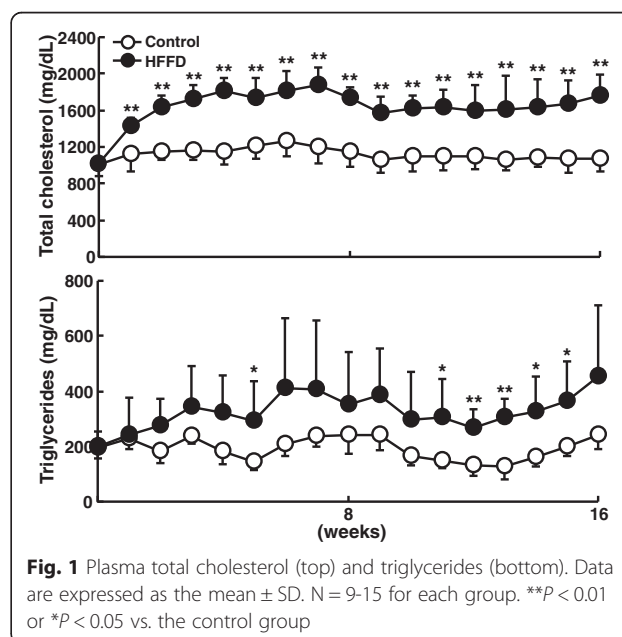 Total cholesterol (mg/dL)
2400
2000
1600
1200
800
400
0
Control
HFFD
** ** ** ** ** ** ** ** ** ** ** ** ** ** ** **
8
16
Triglycerides (mg/dL)
800
600
400
200
0
* * ** ** * *
8
16
(weeks)
Fig. 1 Plasma total cholesterol (top) and triglycerides (bottom). Data
are expressed as the mean ± SD. N = 9-15 for each group. **P < 0.01
or *P < 0.05 vs. the control group